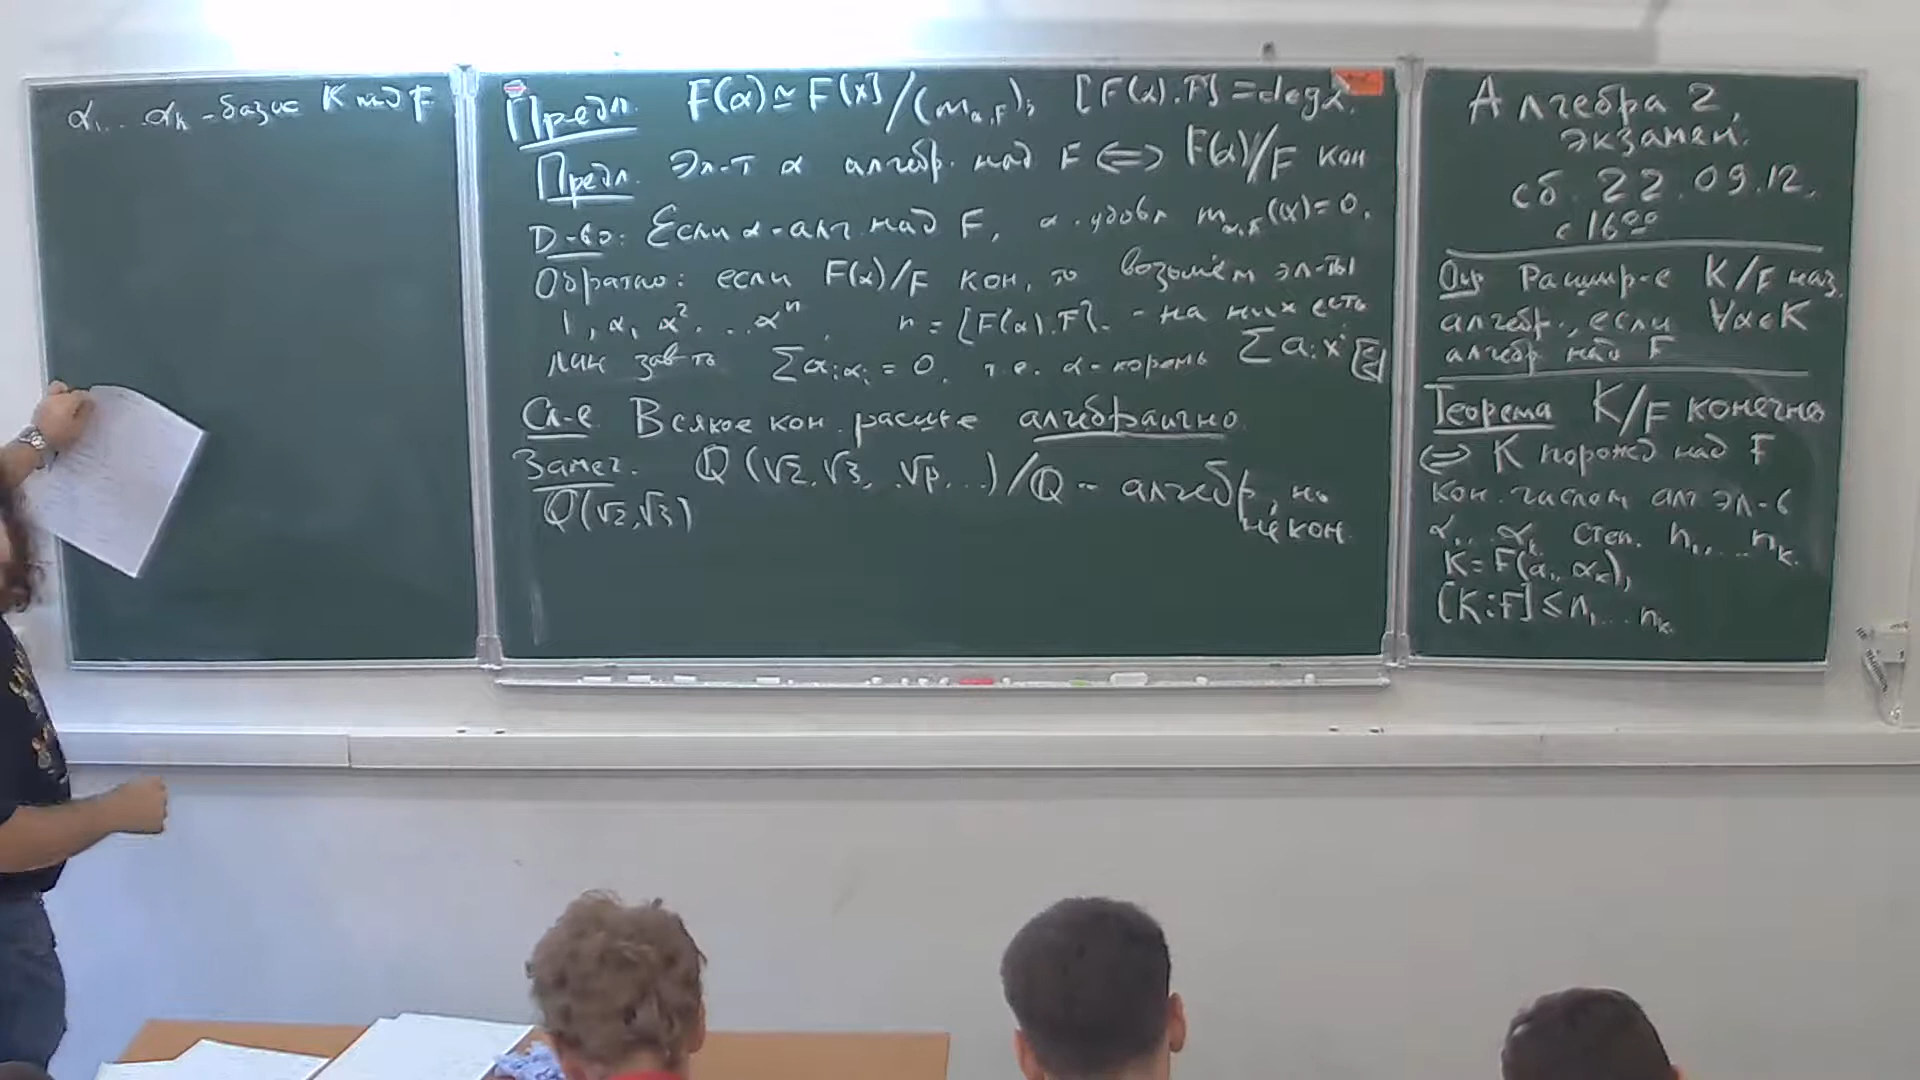 α₁...αₖ - базис K над F
Предл. F(α)≃F[x]/(m_{α,F}); [F(α).F]=deg α.
Предл. Эл-т α алгебр. над F ⇔ F(α)/F кон
Д-во: Если α-алг. над F, α удовл m_{α,F}(α)=0.
Обратно: если F(α)/F кон, то возьмём эл-ты
1, α, α² ... αⁿ, n = [F(α).F]. - на них есть
лин зав-ть ∑aᵢαᵢ = 0, т.е. α-корень ∑aᵢxⁱ
Сл-е Всякое кон. расш-е алгебраично.
Замеч. Q(√2,√3, √p,...)/Q - алгебр, но не кон.
Q(√2,√3)
Алгебра 2,
экзамен.
сб. 22.09.12,
с 16⁰⁰
Опр Расшир-е K/F наз.
алгебр., если ∀α∈K
алгебр над F
Теорема K/F конечно
⇔ K порожд над F
кон. числом алг эл-в
α₁...αₖ степ. n₁,...nₖ.
K=F(α₁, αₖ),
[K:F] ≤ n₁...nₖ.